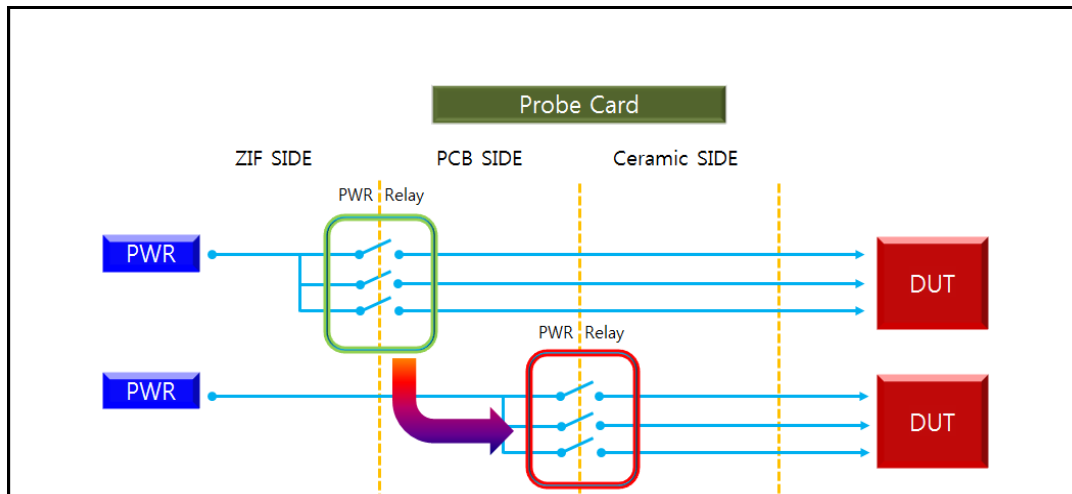 Probe Card
ZIF SIDE PCB SIDE Ceramic SIDE
PWR Relay
PWR
DUT
PWR Relay
PWR
DUT